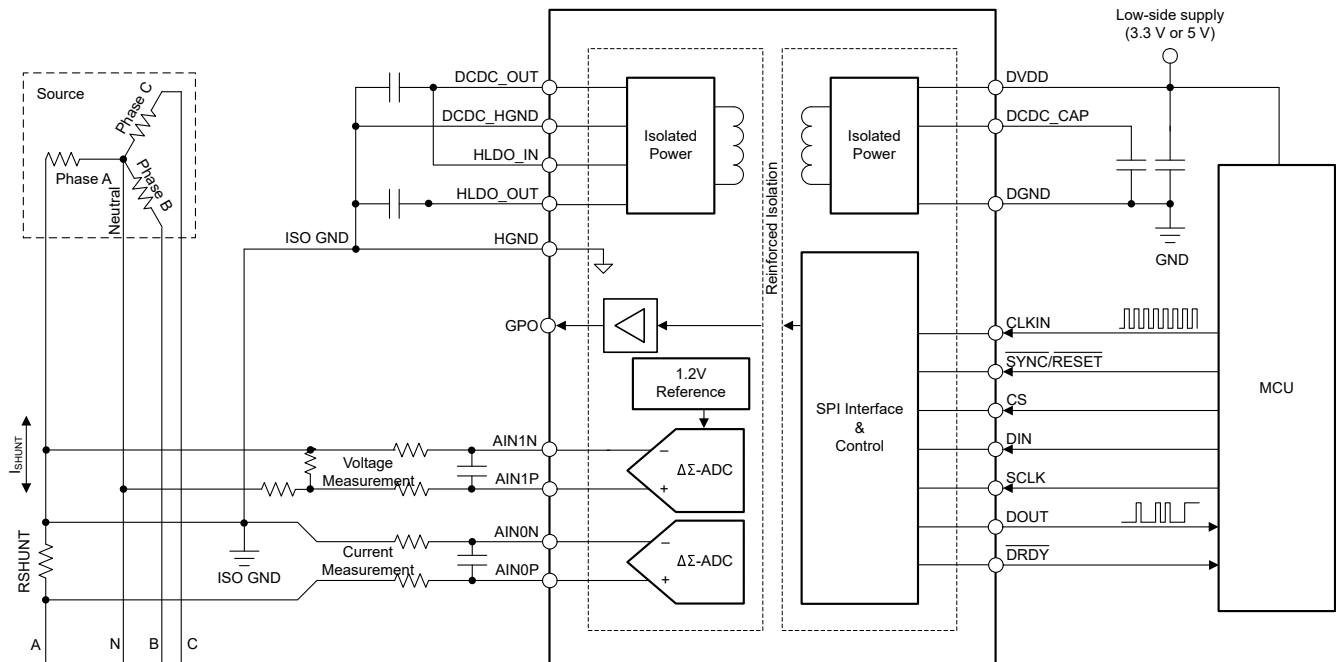 Low-side supply
(3.3 V or 5 V)
Source
Phase C
Phase A
Phase B
Neutral
DCDC_OUT
DCDC_HGND
HLDO_IN
HLDO_OUT
ISO GND
HGND
GPO
Isolated
Power
Reinforced Isolation
Isolated
Power
DVDD
DCDC_CAP
DGND
GND
1.2V
Reference
SPI Interface
&
Control
CLKIN
SYNC/RESET
CS
DIN
SCLK
DOUT
DRDY
MCU
ISHUNT
Voltage
Measurement
AIN1N
AIN1P
−
+
ΔΣ-ADC
RSHUNT
ISO GND
Current
Measurement
AIN0N
AIN0P
−
+
ΔΣ-ADC
A
N
B
C